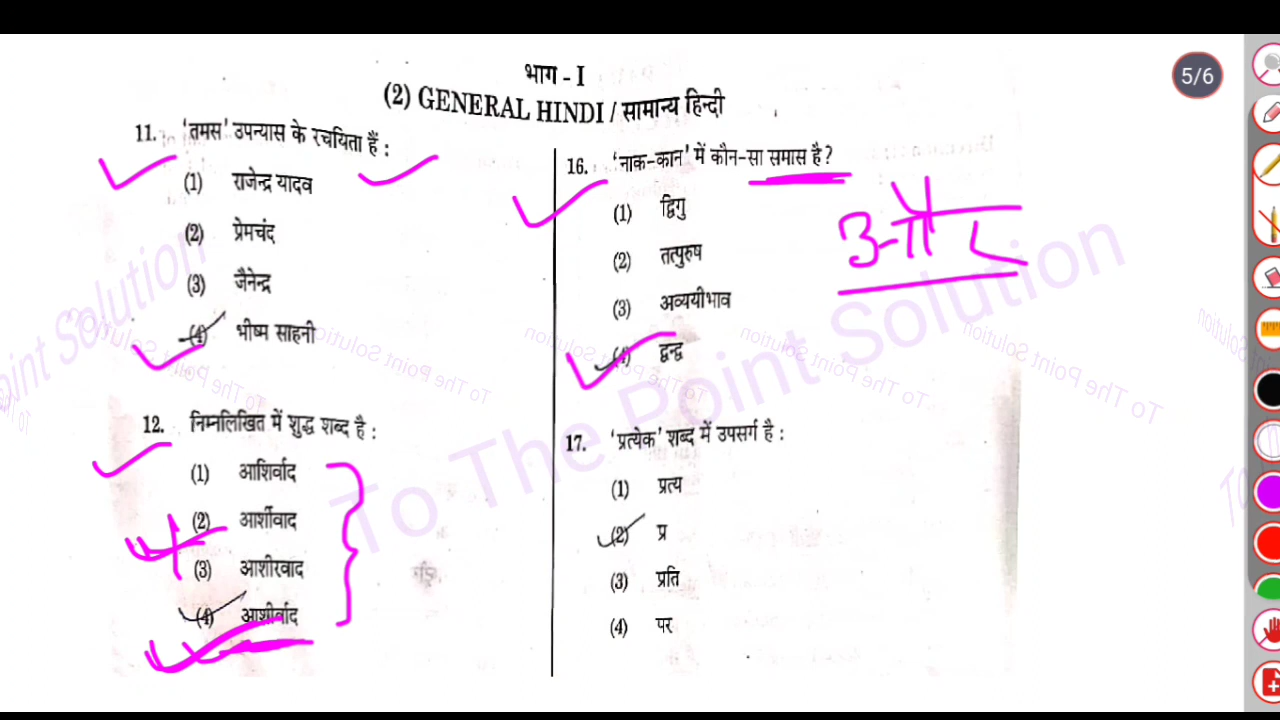 5/6
भाग - I
(2) GENERAL HINDI / सामान्य हिन्दी
11. 'तमस' उपन्यास के रचयिता हैं :
(1) राजेन्द्र यादव
(2) प्रेमचंद
(3) जैनेन्द्र
(4) भीष्म साहनी
12. निम्नलिखित में शुद्ध शब्द है :
(1) आशिर्वाद
(2) आर्शीवाद
(3) आशीरवाद
(4) आशीर्वाद
16. 'नाक-कान' में कौन-सा समास है ?
(1) द्विगु
(2) तत्पुरुष
(3) अव्ययीभाव
(4) द्वन्द्व
17. 'प्रत्येक' शब्द में उपसर्ग है :
(1) प्रत्य
(2) प्र
(3) प्रति
(4) पर
To The Point Solution